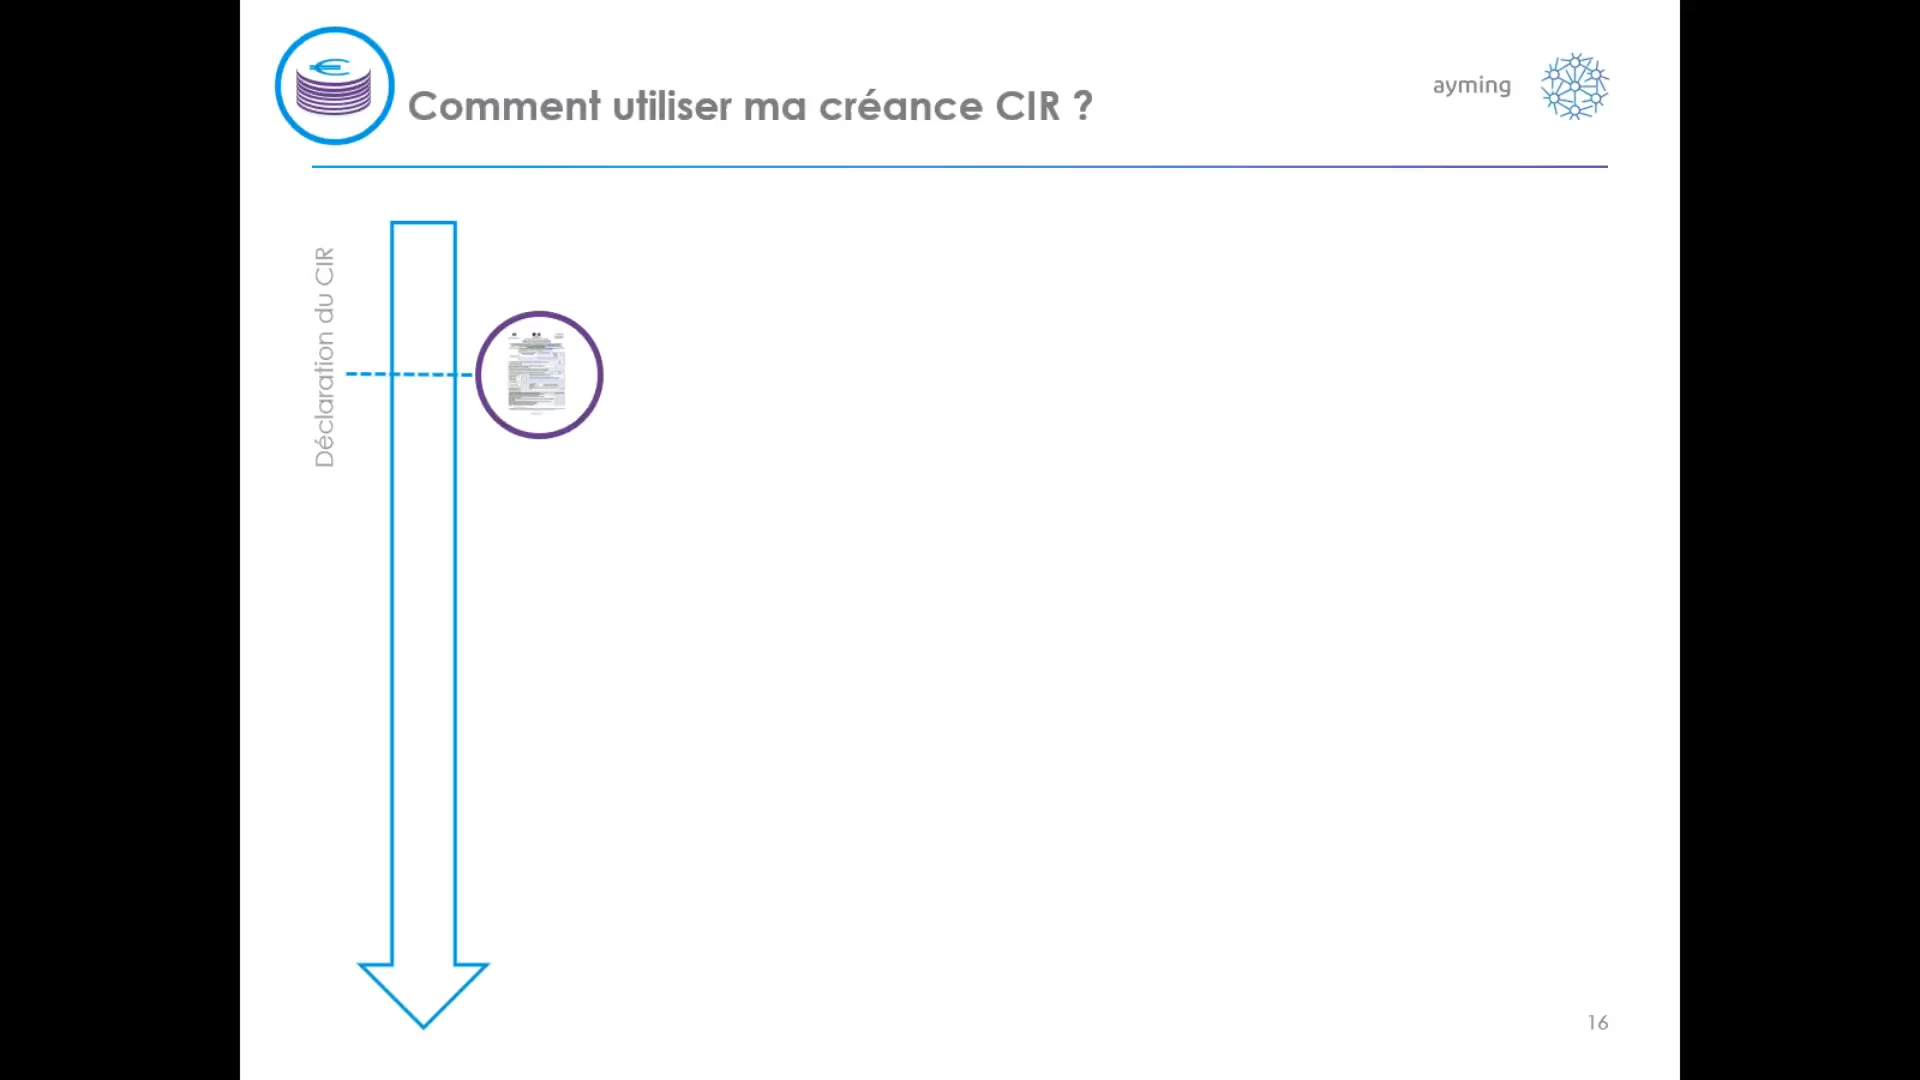 Comment utiliser ma créance CIR ?
ayming
Déclaration du CIR
16